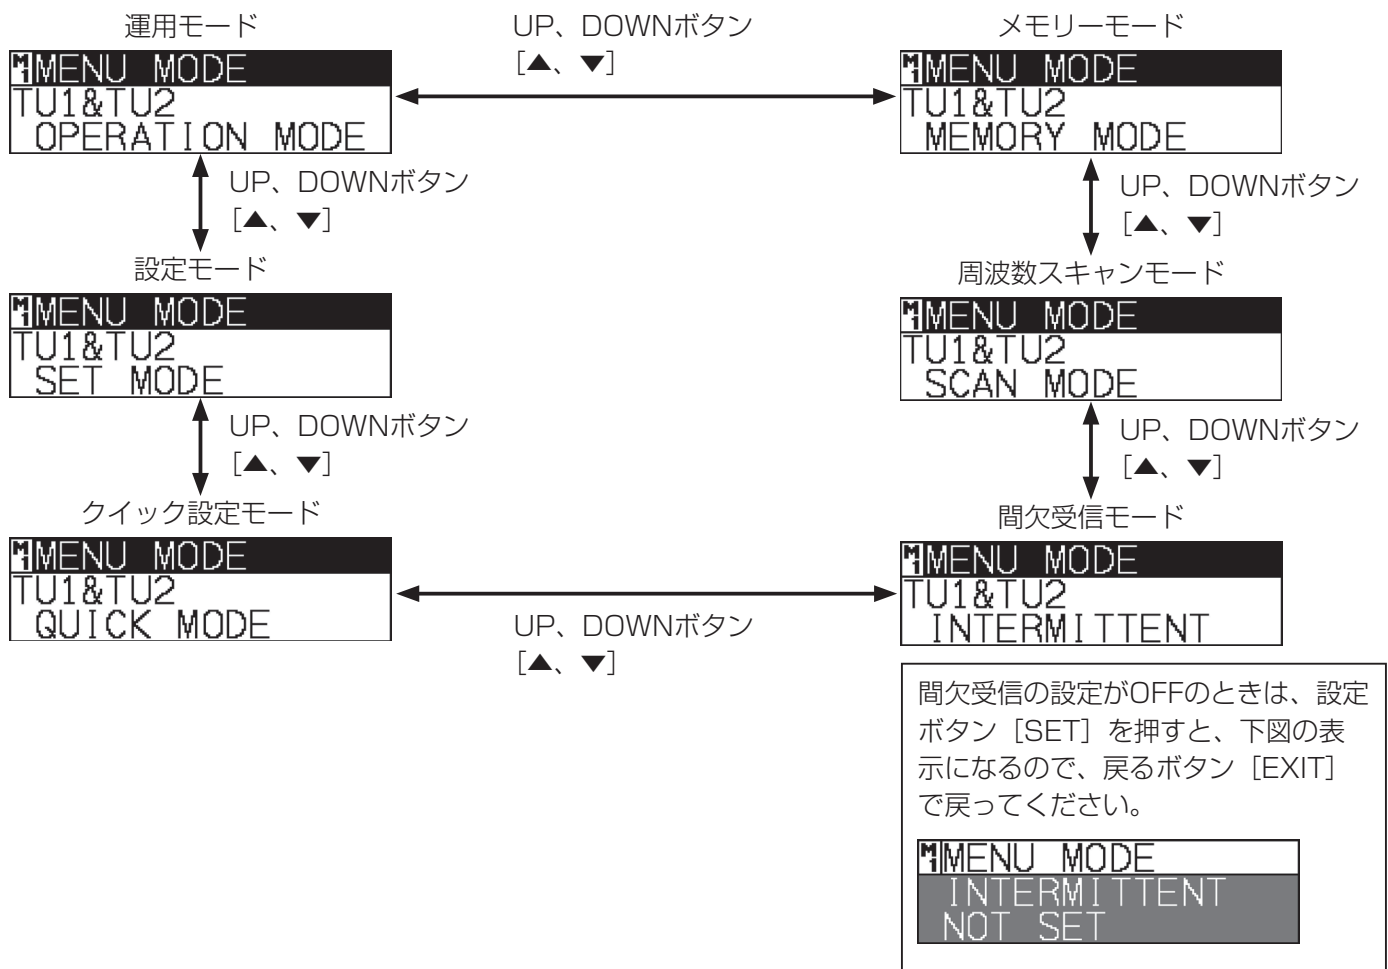 運用モード
UP、DOWNボタン
[▲、▼]
メモリーモード
M1 MENU MODE
TU1&TU2
OPERATION MODE
M1 MENU MODE
TU1&TU2
MEMORY MODE
UP、DOWNボタン
[▲、▼]
UP、DOWNボタン
[▲、▼]
設定モード
周波数スキャンモード
M1 MENU MODE
TU1&TU2
SET MODE
M1 MENU MODE
TU1&TU2
SCAN MODE
UP、DOWNボタン
[▲、▼]
UP、DOWNボタン
[▲、▼]
クイック設定モード
間欠受信モード
M1 MENU MODE
TU1&TU2
QUICK MODE
M1 MENU MODE
TU1&TU2
INTERMITTENT
UP、DOWNボタン
[▲、▼]
間欠受信の設定がOFFのときは、設定
ボタン［SET］を押すと、下図の表
示になるので、戻るボタン［EXIT］
で戻ってください。
M1 MENU MODE
INTERMITTENT
NOT SET